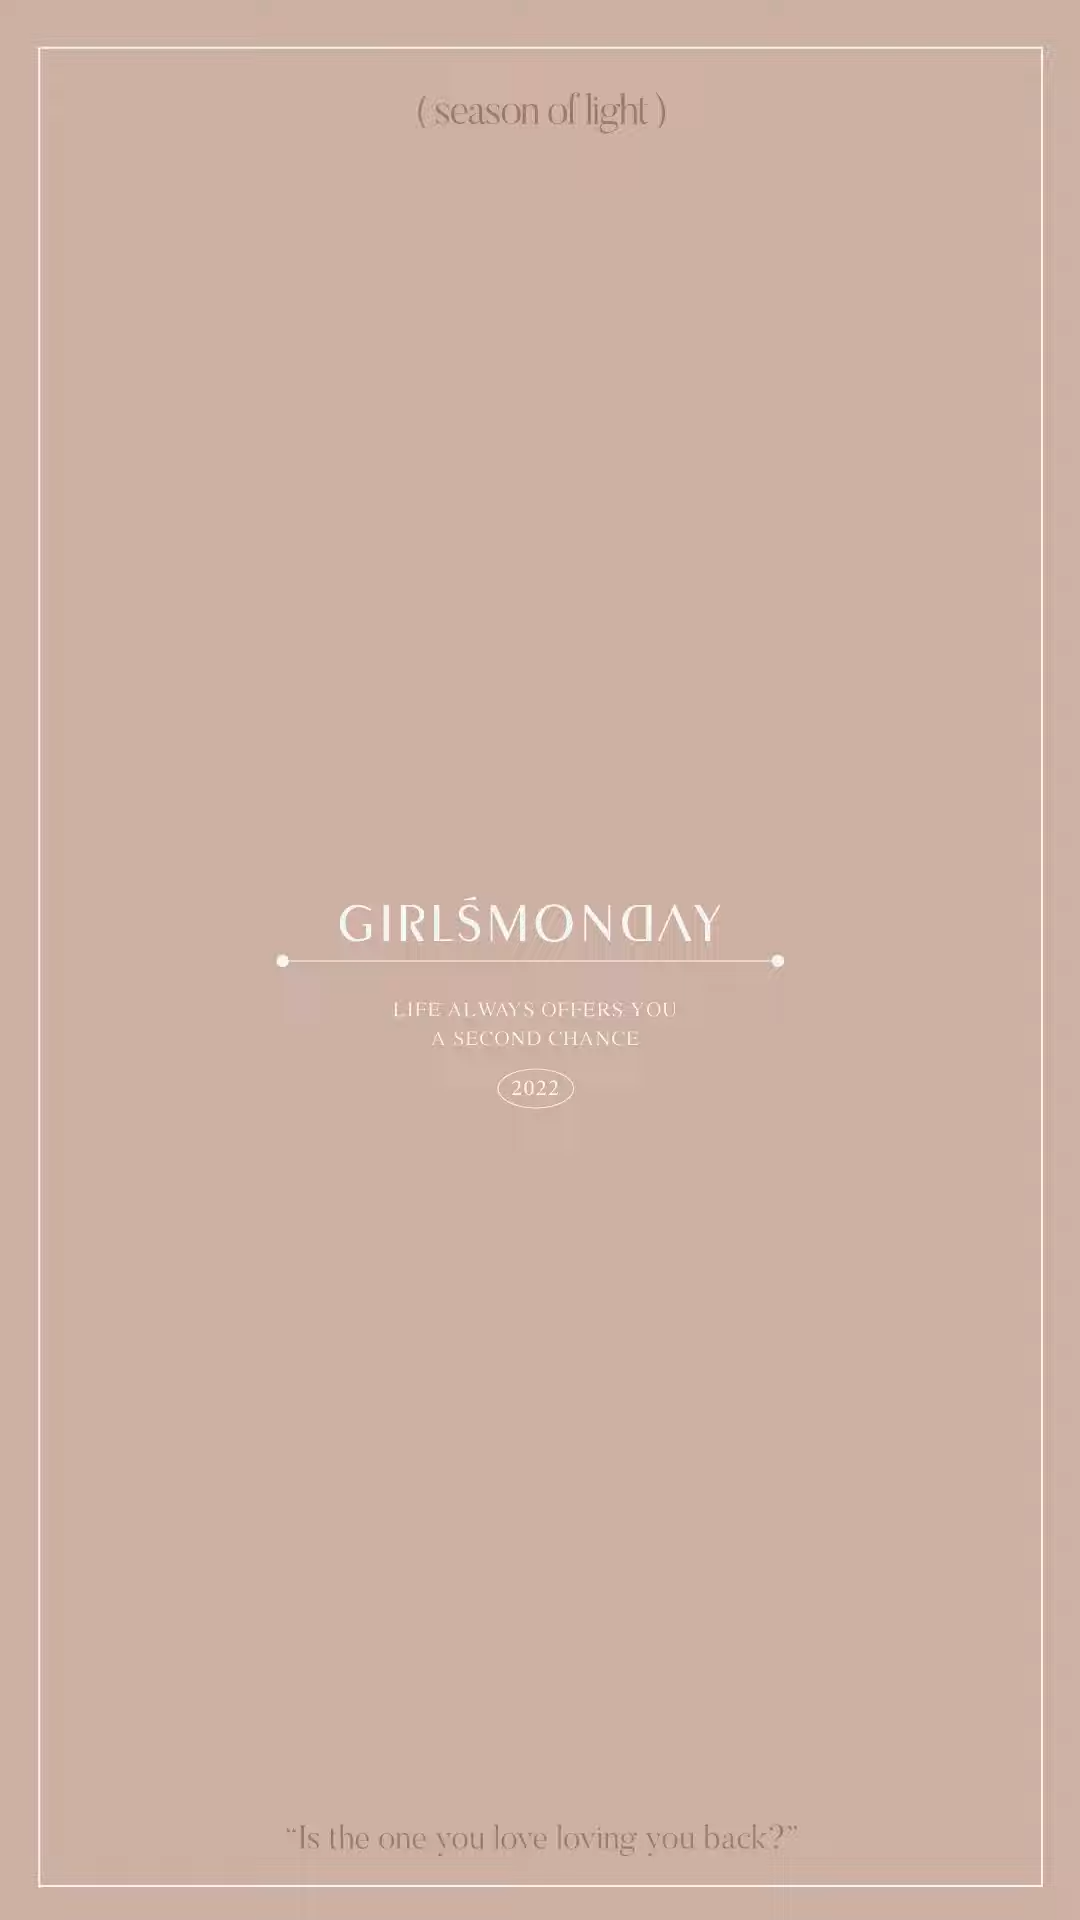 ( season of light )
GIRLŚMONDAY
LIFE ALWAYS OFFERS YOU
A SECOND CHANCE
2022
“Is the one you love loving you back?”